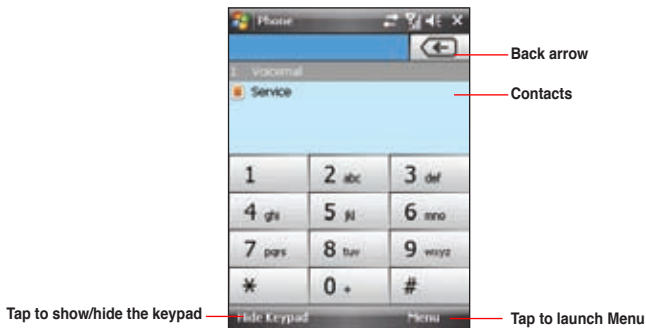 Phone
Back arrow
1 Voicemail
Service
Contacts
1
2 abc
3 def
4 ghi
5 jkl
6 mno
7 pqrs
8 tuv
9 wxyz
*
0 +
#
Tap to show/hide the keypad
Hide Keypad
Menu
Tap to launch Menu